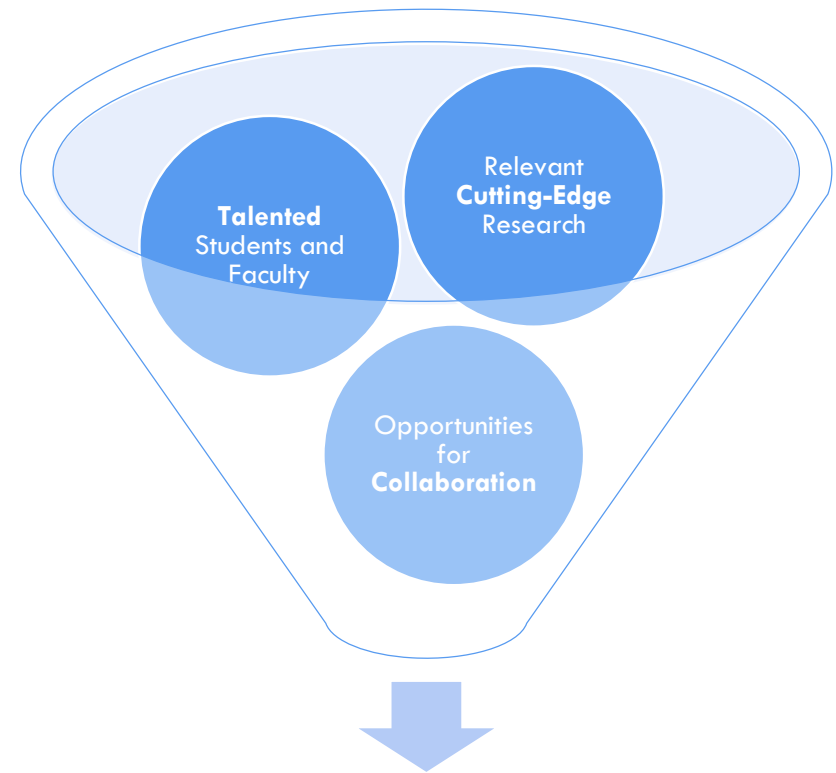 Talented
Students and
Faculty
Relevant
Cutting-Edge
Research
Opportunities
for
Collaboration